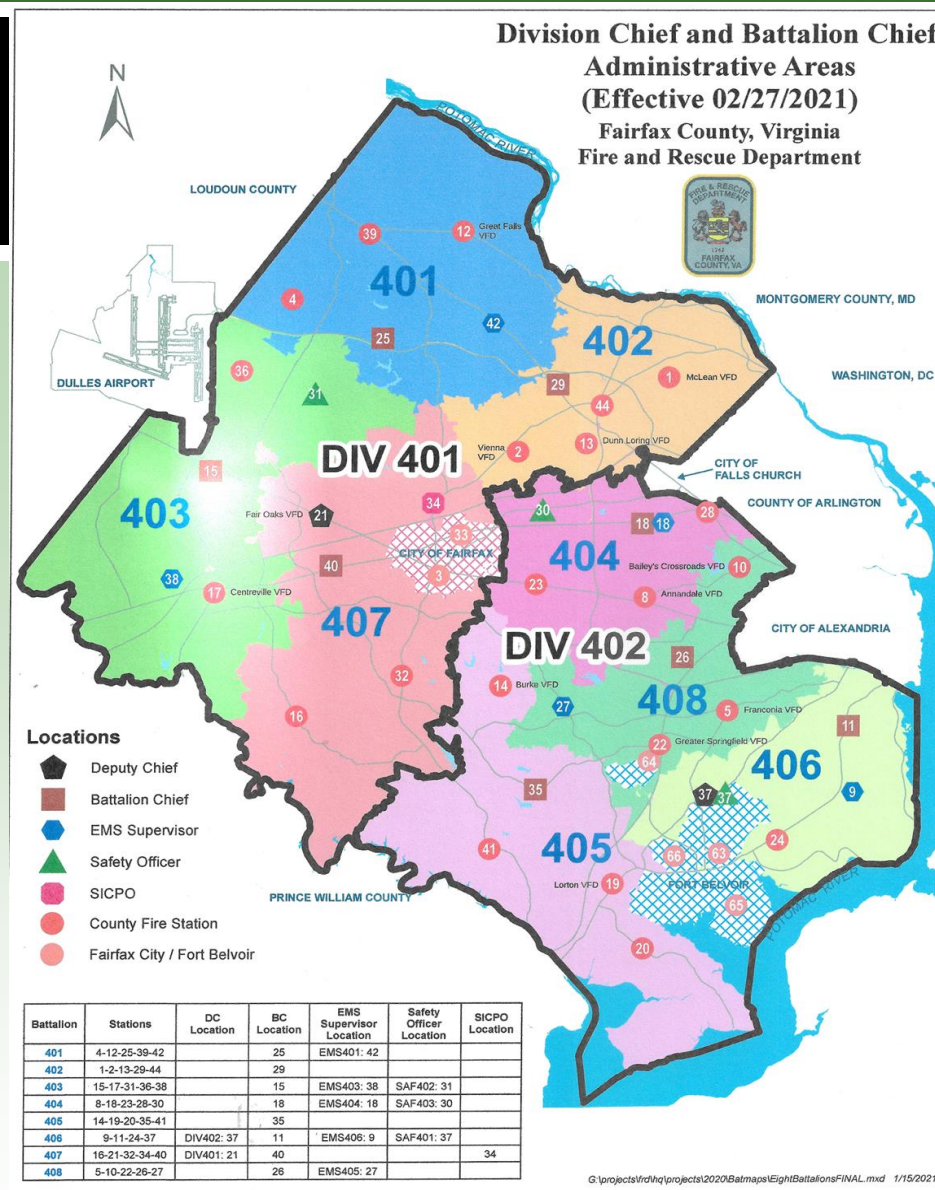 Division Chief and Battalion Chief
Administrative Areas
(Effective 02/27/2021)
Fairfax County, Virginia
Fire and Rescue Department
N
POTOMAC RIVER
LOUDOUN COUNTY
FIRE & RESCUE
DEPARTMENT
1742
FAIRFAX
COUNTY, VA
39
12
Great Falls
VFD
401
4
42
25
MONTGOMERY COUNTY, MD
402
36
DULLES AIRPORT
31
29
1
McLean VFD
WASHINGTON, DC
44
Vienna
VFD
2
13
Dunn Loring VFD
DIV 401
15
CITY OF
FALLS CHURCH
403
Fair Oaks VFD
21
34
30
18
18
28
COUNTY OF ARLINGTON
33
CITY OF FAIRFAX
404
40
3
Bailey's Crossroads VFD
10
38
17
Centreville VFD
23
8
Annandale VFD
407
CITY OF ALEXANDRIA
DIV 402
26
32
14
Burke VFD
27
408
5
Franconia VFD
16
11
22
Greater Springfield VFD
64
406
35
37
37
9
41
405
66
63
24
Lorton VFD
19
FORT BELVOIR
65
POTOMAC RIVER
20
PRINCE WILLIAM COUNTY
Locations
Deputy Chief
Battalion Chief
EMS Supervisor
Safety Officer
SICPO
County Fire Station
Fairfax City / Fort Belvoir
Battalion Stations DC Location BC Location EMS Supervisor Location Safety Officer Location SICPO Location
401 4-12-25-39-42 25 EMS401: 42
402 1-2-13-29-44 29
403 15-17-31-36-38 15 EMS403: 38 SAF402: 31
404 8-18-23-28-30 18 EMS404: 18 SAF403: 30
405 14-19-20-35-41 35
406 9-11-24-37 DIV402: 37 11 EMS406: 9 SAF401: 37
407 16-21-32-34-40 DIV401: 21 40 34
408 5-10-22-26-27 26 EMS405: 27
G:\projects\frd\hq\projects\2020\Batmaps\EightBattalionsFINAL.mxd 1/15/2021